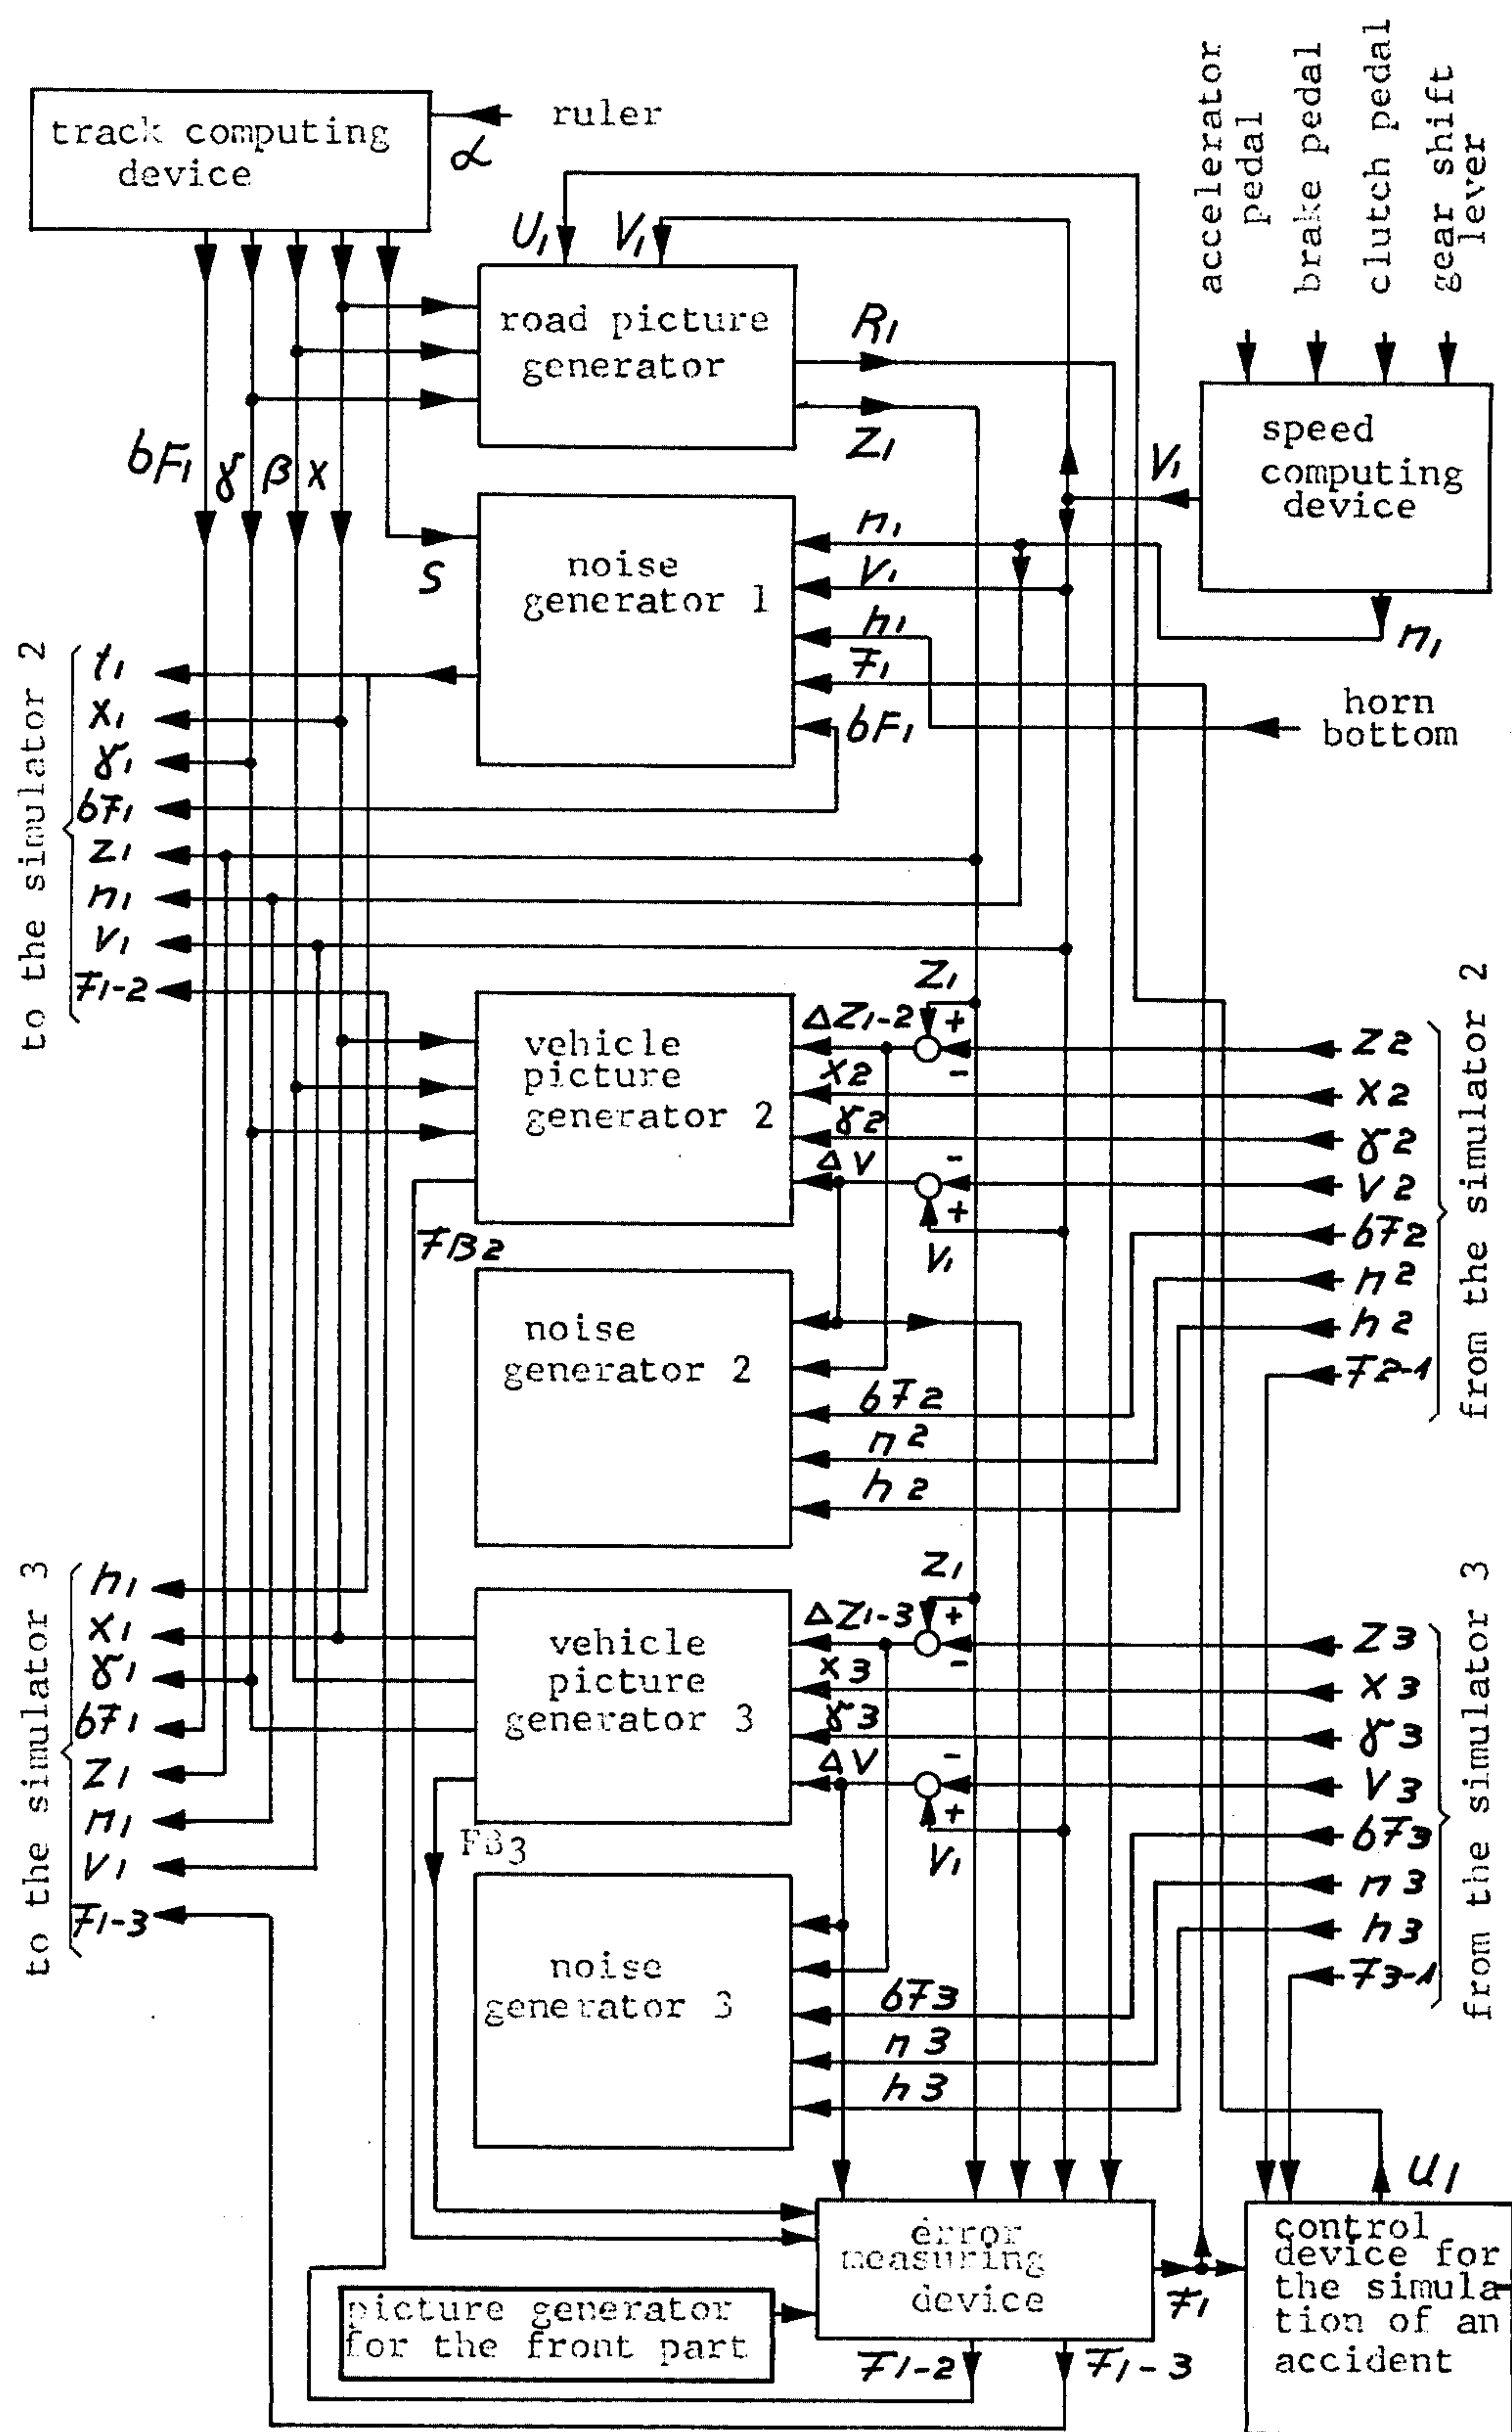 track computing
device
ruler
α
accelerator
pedal
brake pedal
clutch pedal
gear shift
lever
U1
V1
road picture
generator
R1
Z1
bF1
γ
β
X
speed
computing
device
V1
n1
noise
generator 1
S
n1
V1
h1
F1
bF1
horn
bottom
to the simulator 2
t1
X1
γ1
bF1
Z1
n1
V1
F1-2
vehicle
picture
generator 2
Z1
+
-
ΔZ1-2
X2
γ2
ΔV
-
+
V1
FB2
from the simulator 2
Z2
X2
γ2
V2
bF2
n2
h2
F2-1
noise
generator 2
bF2
n2
h2
to the simulator 3
h1
X1
γ1
bF1
Z1
n1
V1
F1-3
vehicle
picture
generator 3
Z1
+
-
ΔZ1-3
X3
γ3
ΔV
-
+
V1
FB3
from the simulator 3
Z3
X3
γ3
V3
bF3
n3
h3
F3-1
noise
generator 3
bF3
n3
h3
error
measuring
device
F1
U1
control
device for
the simula-
tion of an
accident
picture generator
for the front part
F1-2
F1-3